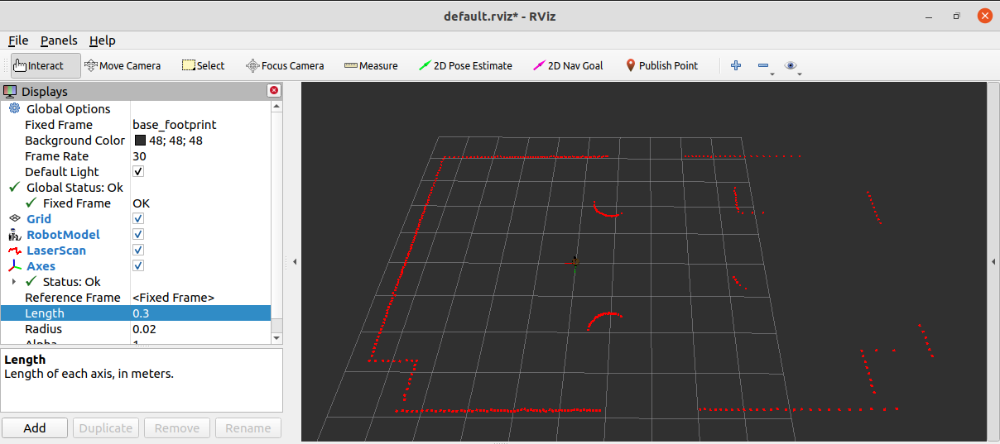 default.rviz* - RViz
File Panels Help
Interact Move Camera Select Focus Camera Measure 2D Pose Estimate 2D Nav Goal Publish Point
Displays
Global Options
Fixed Frame base_footprint
Background Color 48; 48; 48
Frame Rate 30
Default Light
Global Status: Ok
Fixed Frame OK
Grid
RobotModel
LaserScan
Axes
Status: Ok
Reference Frame <Fixed Frame>
Length 0.3
Radius 0.02
Alpha 1
Length
Length of each axis, in meters.
Add Duplicate Remove Rename